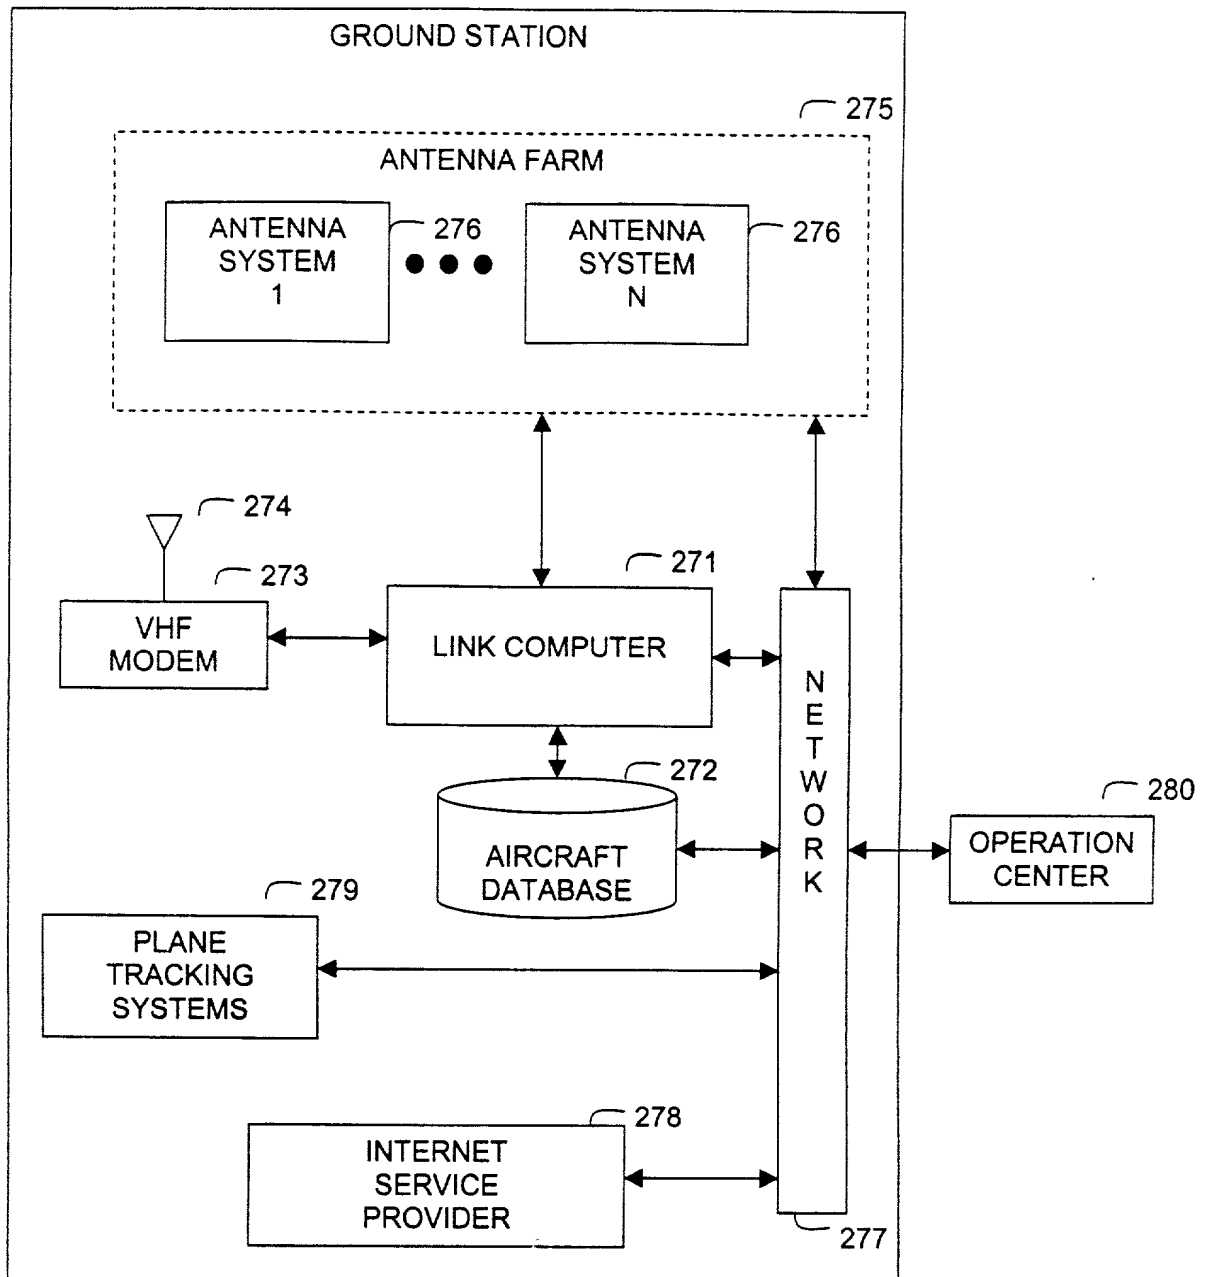 GROUND STATION
275
ANTENNA FARM
ANTENNA
SYSTEM
1
276
ANTENNA
SYSTEM
N
276
274
273
VHF
MODEM
271
LINK COMPUTER
NETWORK
272
AIRCRAFT
DATABASE
280
OPERATION
CENTER
279
PLANE
TRACKING
SYSTEMS
278
INTERNET
SERVICE
PROVIDER
277